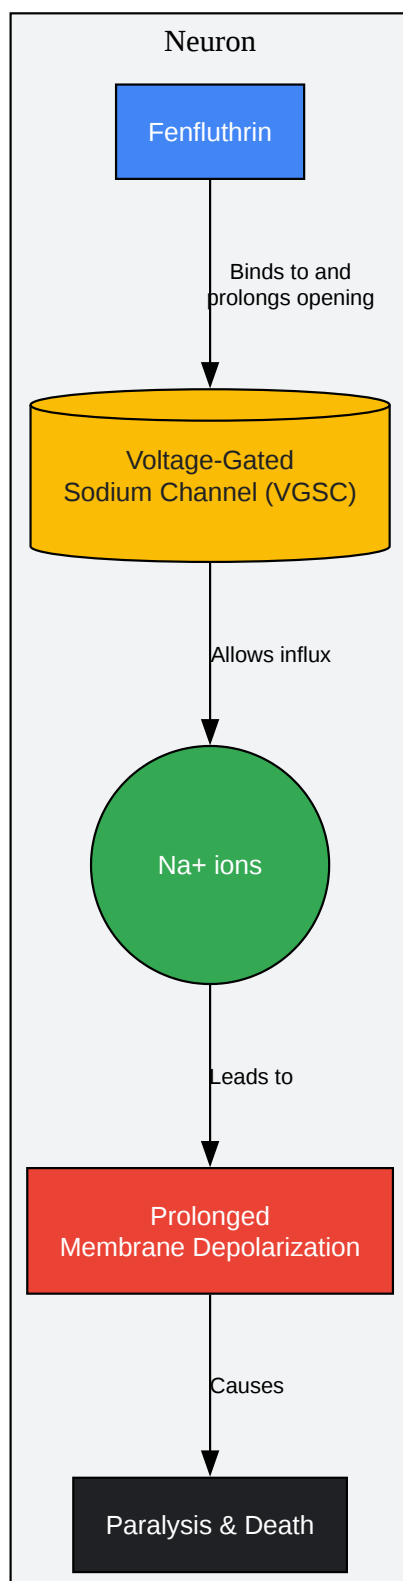 Neuron
Fenfluthrin
Binds to and
prolongs opening
Voltage-Gated
Sodium Channel (VGSC)
Allows influx
Na+ ions
Leads to
Prolonged
Membrane Depolarization
Causes
Paralysis & Death